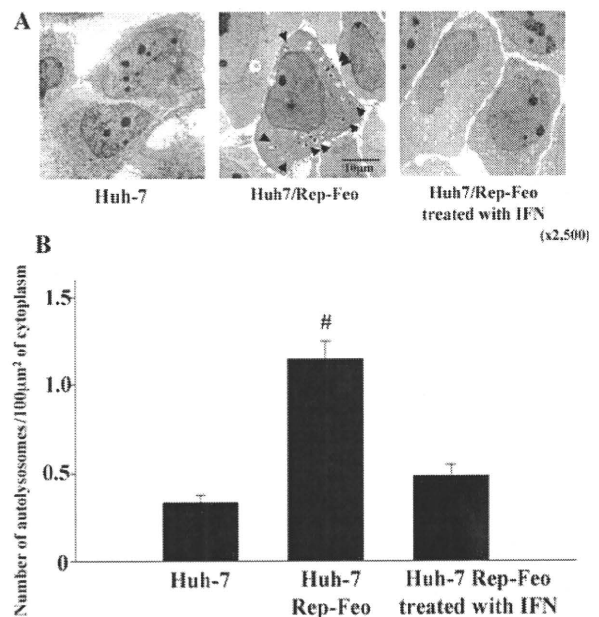 A
10μm
Huh-7
Huh7/Rep-Feo
Huh7/Rep-Feo
treated with IFN
(x2,500)
B
Number of autolysosomes/100μm² of cytoplasm
1.5
1.0
0.5
0
#
Huh-7
Huh-7
Rep-Feo
Huh-7 Rep-Feo
treated with IFN